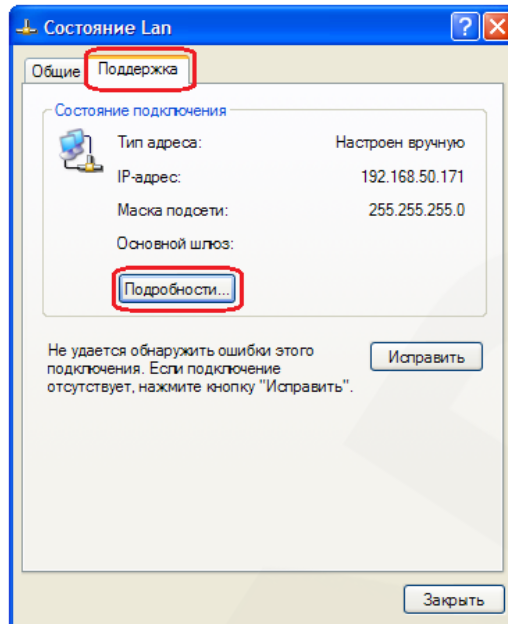 Состояние Lan
Общие Поддержка
Состояние подключения
Тип адреса: Настроен вручную
IP-адрес: 192.168.50.171
Маска подсети: 255.255.255.0
Основной шлюз:
Подробности...
Не удается обнаружить ошибки этого
подключения. Если подключение
отсутствует, нажмите кнопку "Исправить".
Исправить
Закрыть